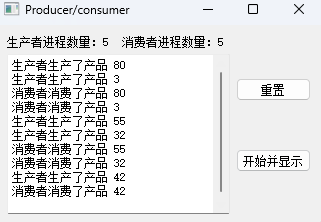 Producer/consumer
生产者进程数量：5 消费者进程数量：5
生产者生产了产品 80
生产者生产了产品 3
消费者消费了产品 80
消费者消费了产品 3
生产者生产了产品 55
生产者生产了产品 32
消费者消费了产品 55
消费者消费了产品 32
生产者生产了产品 42
消费者消费了产品 42
重置
开始并显示